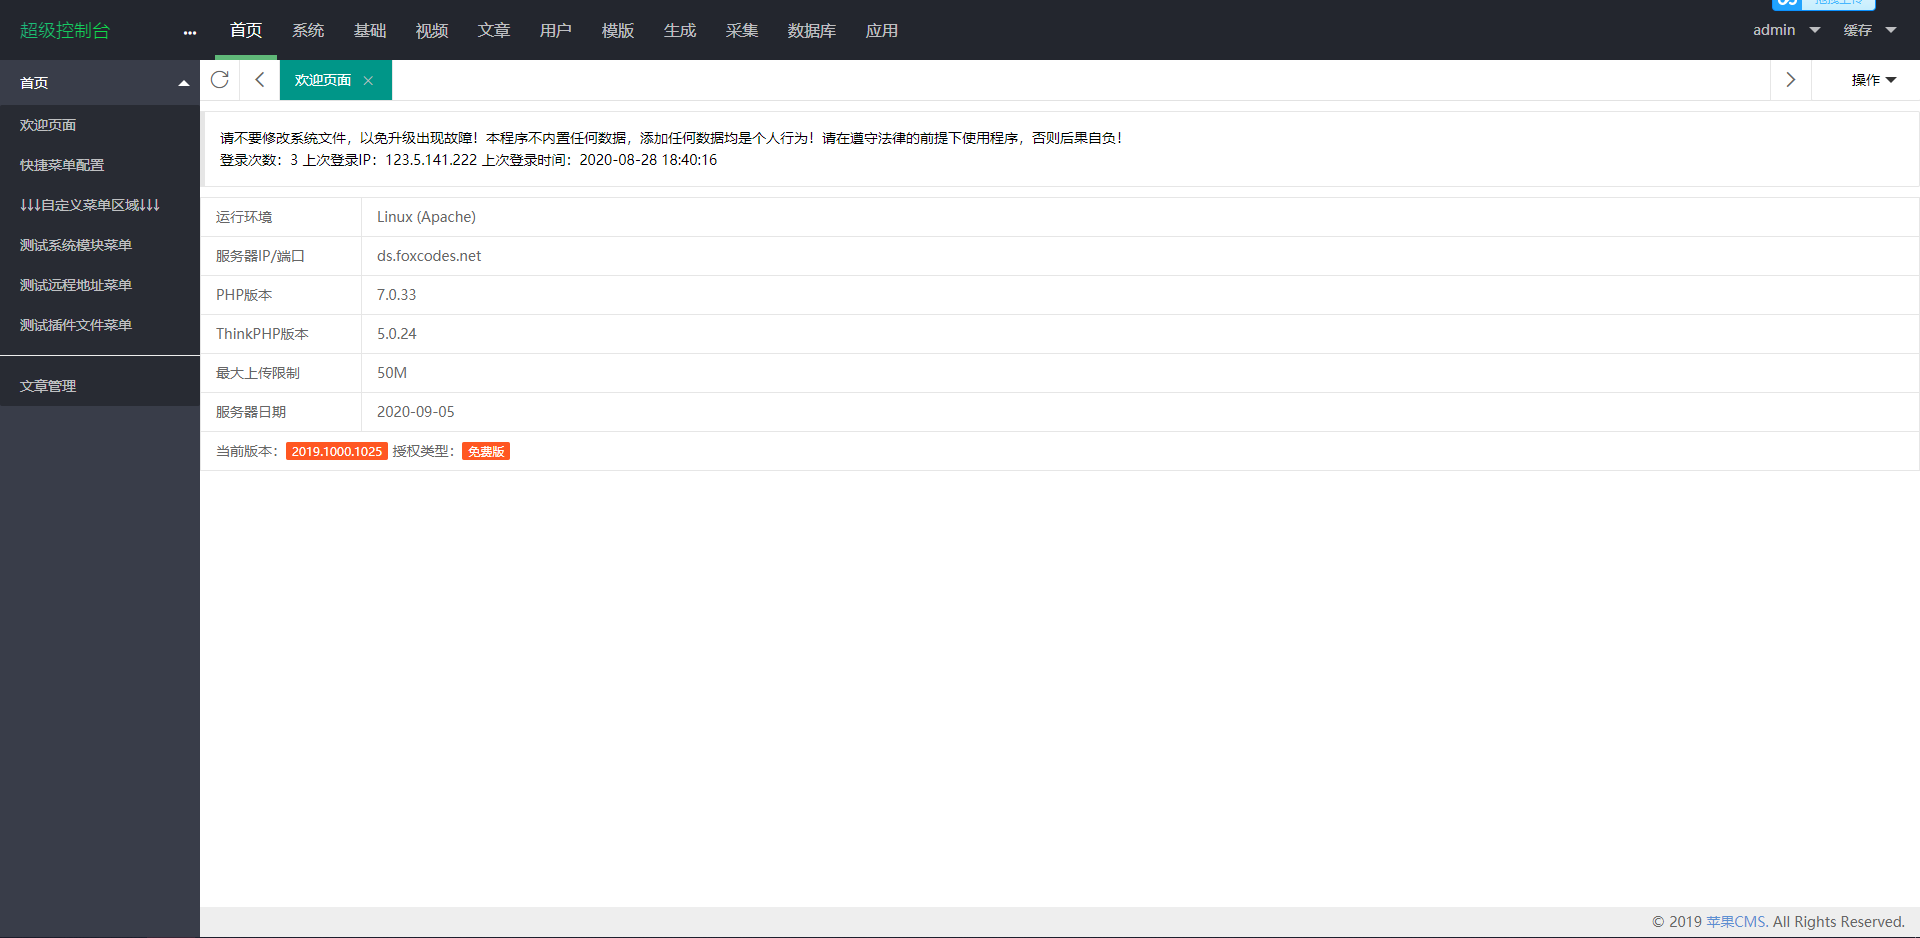 超级控制台
首页 系统 基础 视频 文章 用户 模版 生成 采集 数据库 应用
admin 缓存
首页
欢迎页面
快捷菜单配置
↓↓↓自定义菜单区域↓↓↓
测试系统模块菜单
测试远程地址菜单
测试插件文件菜单
文章管理
欢迎页面
操作
请不要修改系统文件，以免升级出现故障！本程序不内置任何数据，添加任何数据均是个人行为！请在遵守法律的前提下使用程序，否则后果自负！
登录次数：3 上次登录IP：123.5.141.222 上次登录时间：2020-08-28 18:40:16
运行环境 Linux (Apache)
服务器IP/端口 ds.foxcodes.net
PHP版本 7.0.33
ThinkPHP版本 5.0.24
最大上传限制 50M
服务器日期 2020-09-05
当前版本：2019.1000.1025 授权类型：免费版
© 2019 苹果CMS. All Rights Reserved.